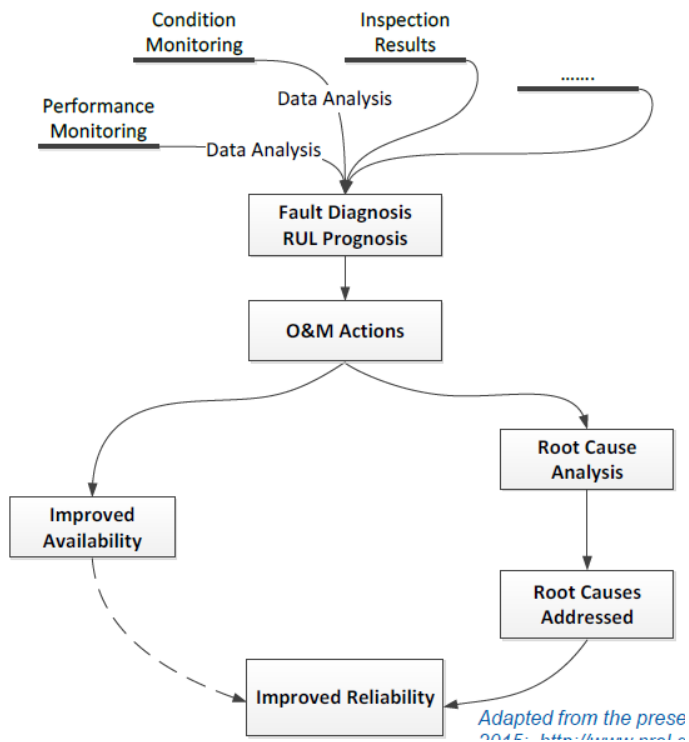 Condition
Monitoring
Inspection
Results
.......
Data Analysis
Performance
Monitoring
Data Analysis
Fault Diagnosis
RUL Prognosis
O&M Actions
Root Cause
Analysis
Improved
Availability
Root Causes
Addressed
Improved Reliability
Adapted from the prese
2015: